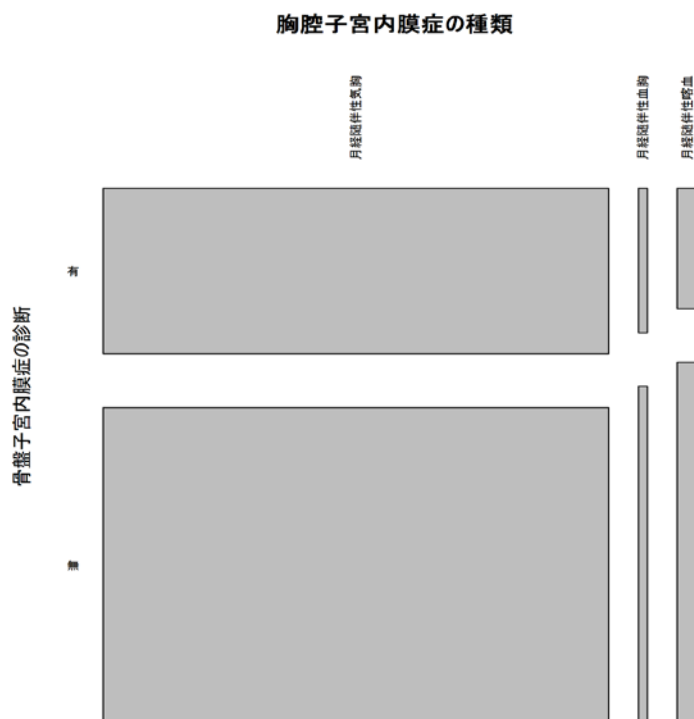 胸腔子宮内膜症の種類
月経随伴性気胸
月経随伴性血胸
月経随伴性喀血
有
骨盤子宮内膜症の診断
無